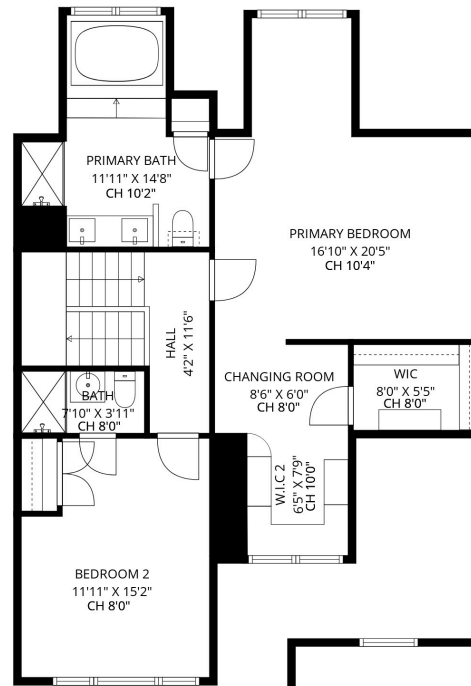 PRIMARY BATH
11'11" X 14'8"
CH 10'2"
PRIMARY BEDROOM
16'10" X 20'5"
CH 10'4"
HALL
4'2" X 11'6"
BATH
7'10" X 3'11"
CH 8'0"
CHANGING ROOM
8'6" X 6'0"
CH 8'0"
WIC
8'0" X 5'5"
CH 8'0"
W.I.C 2
6'5" X 7'9"
CH 10'0"
BEDROOM 2
11'11" X 15'2"
CH 8'0"